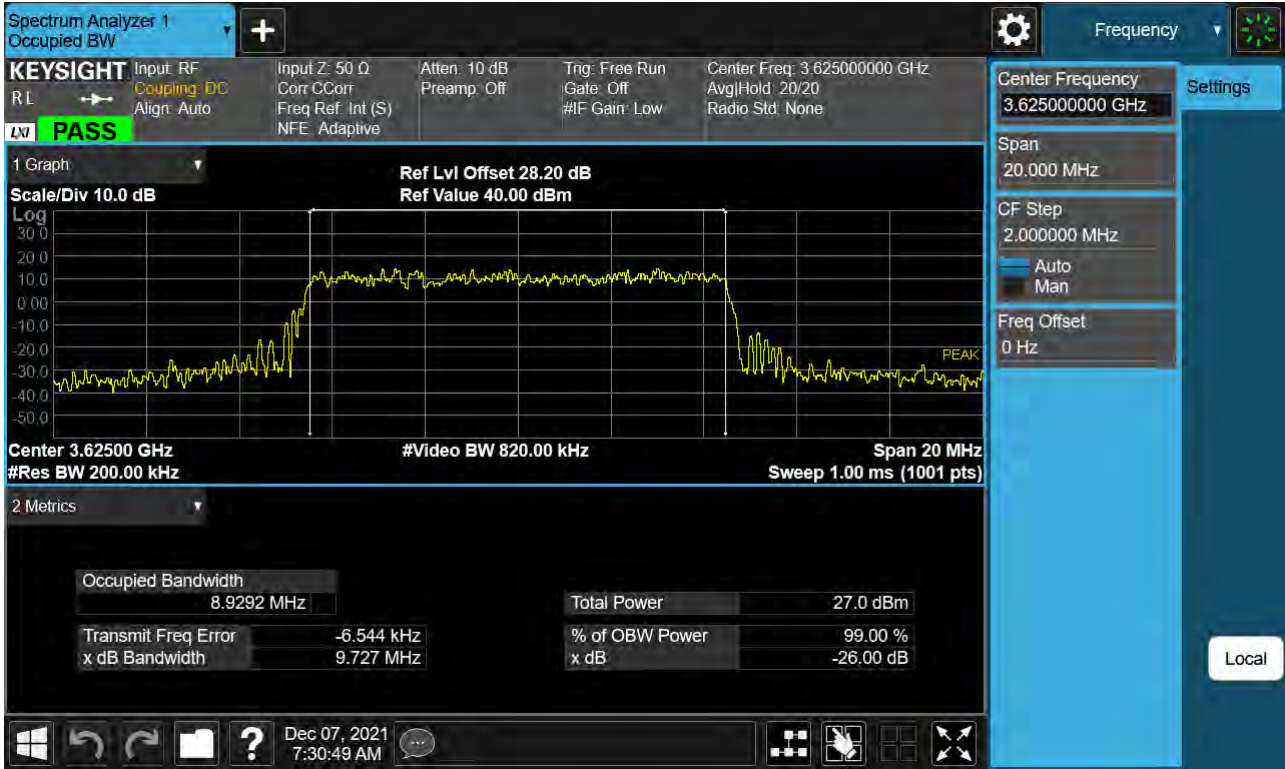 Spectrum Analyzer 1
Occupied BW
Frequency
KEYSIGHT
R L
LXI
PASS
Input: RF
Coupling: DC
Align: Auto
Input Z: 50 Ω
Corr CCorr
Freq Ref: Int (S)
NFE: Adaptive
Atten: 10 dB
Preamp: Off
Trig: Free Run
Gate: Off
#IF Gain: Low
Center Freq: 3.625000000 GHz
Avg|Hold: 20/20
Radio Std: None
Center Frequency
3.625000000 GHz
Settings
Span
20.000 MHz
CF Step
2.000000 MHz
Auto
Man
Freq Offset
0 Hz
1 Graph
Scale/Div 10.0 dB
Ref Lvl Offset 28.20 dB
Ref Value 40.00 dBm
Log
30.0
20.0
10.0
0.00
-10.0
-20.0
-30.0
-40.0
-50.0
PEAK
Center 3.62500 GHz
#Video BW 820.00 kHz
Span 20 MHz
#Res BW 200.00 kHz
Sweep 1.00 ms (1001 pts)
2 Metrics
Occupied Bandwidth
8.9292 MHz
Total Power 27.0 dBm
Transmit Freq Error -6.544 kHz
% of OBW Power 99.00 %
x dB Bandwidth 9.727 MHz
x dB -26.00 dB
Local
?
Dec 07, 2021
7:30:49 AM